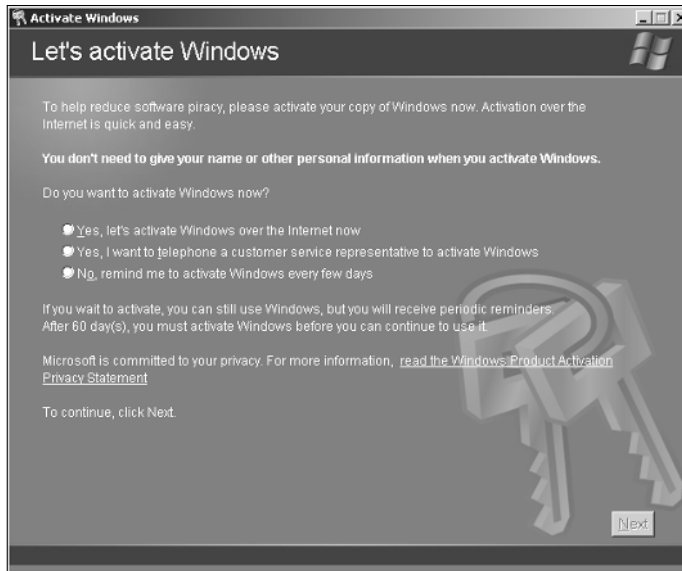 Activate Windows
Let's activate Windows
To help reduce software piracy, please activate your copy of Windows now. Activation over the
Internet is quick and easy.
You don't need to give your name or other personal information when you activate Windows.
Do you want to activate Windows now?
Yes, let's activate Windows over the Internet now
Yes, I want to telephone a customer service representative to activate Windows
No, remind me to activate Windows every few days
If you wait to activate, you can still use Windows, but you will receive periodic reminders.
After 60 day(s), you must activate Windows before you can continue to use it.
Microsoft is committed to your privacy. For more information, read the Windows Product Activation
Privacy Statement
To continue, click Next.
Next